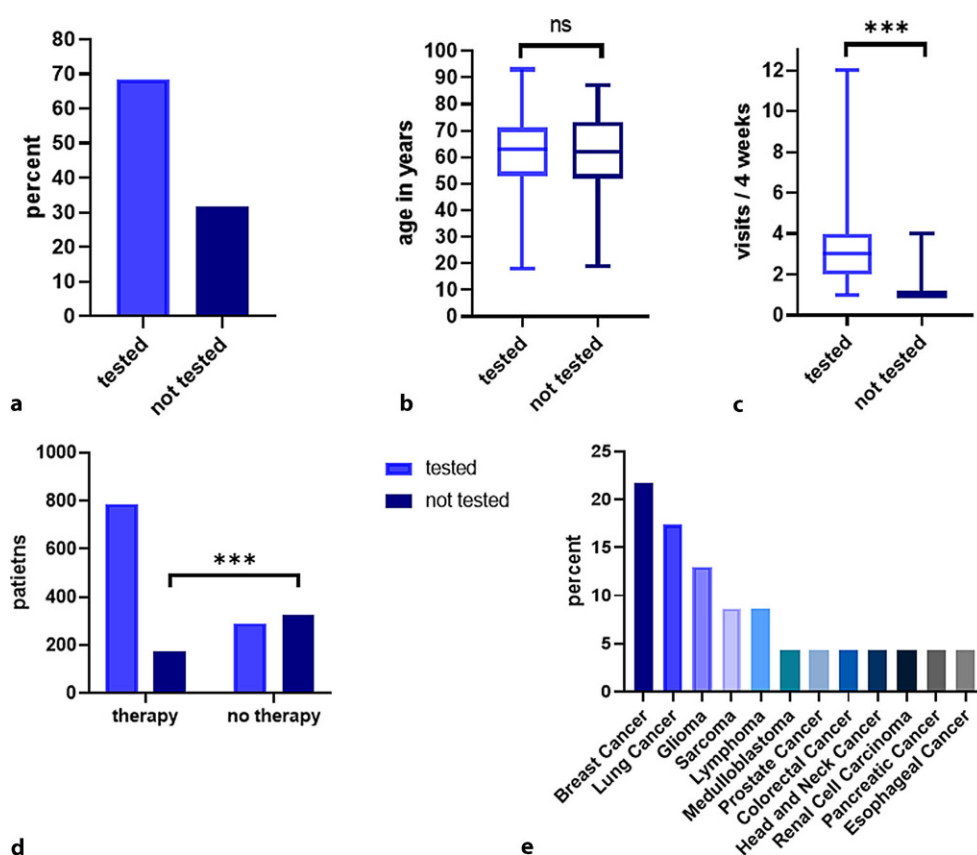 80
70
60
50
40
30
20
10
0
percent
tested
not tested
a
ns
100
90
80
70
60
50
40
30
20
10
0
age in years
tested
not tested
b
***
12
10
8
6
4
2
0
visits / 4 weeks
tested
not tested
c
1000
800
600
400
200
0
patietns
***
therapy
no therapy
tested
not tested
d
25
20
15
10
5
0
percent
Breast Cancer
Lung Cancer
Glioma
Sarcoma
Lymphoma
Medulloblastoma
Prostate Cancer
Colorectal Cancer
Head and Neck Cancer
Renal Cell Carcinoma
Pancreatic Cancer
Esophageal Cancer
e